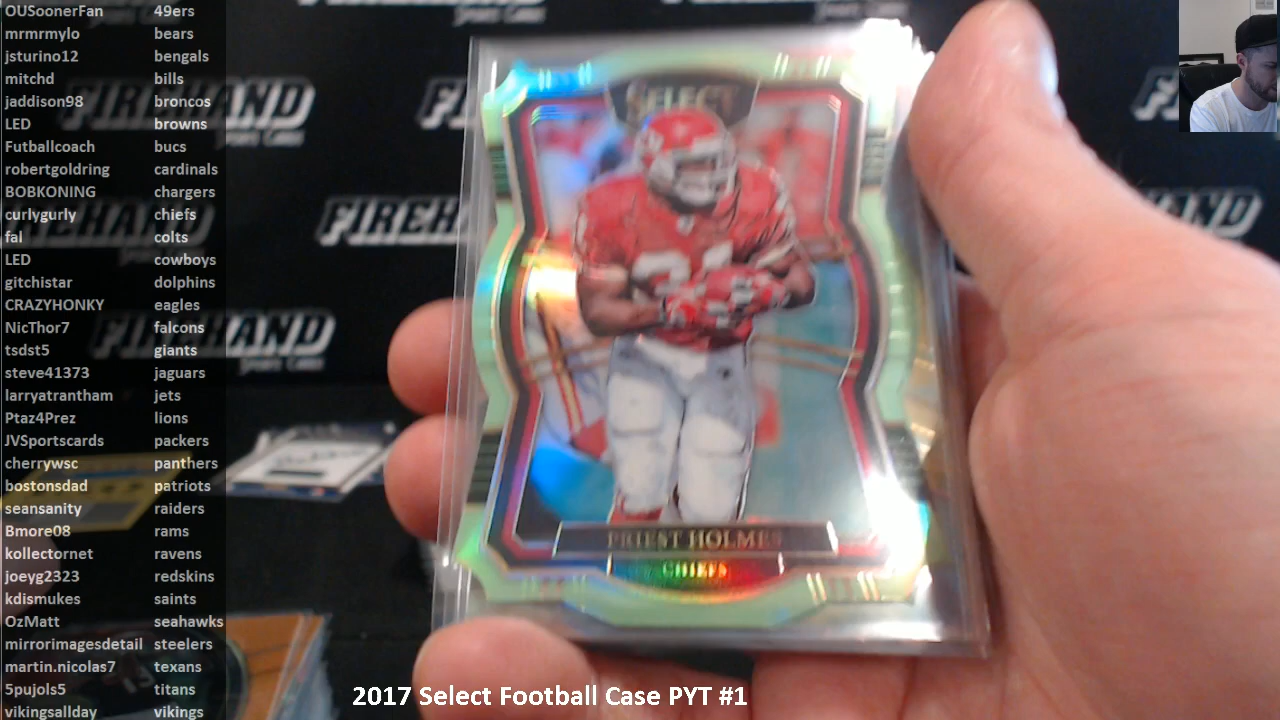 OUSoonerFan 49ers
mrmrmylo bears
jsturino12 bengals
mitchd bills
jaddison98 broncos
LED browns
Futballcoach bucs
robertgoldring cardinals
BOBKONING chargers
curlygurly chiefs
fal colts
LED cowboys
gitchistar dolphins
CRAZYHONKY eagles
NicThor7 falcons
tsdst5 giants
steve41373 jaguars
larryatrantham jets
Ptaz4Prez lions
JVSportscards packers
cherrywsc panthers
bostonsdad patriots
seansanity raiders
Bmore08 rams
kollectornet ravens
joeyg2323 redskins
kdismukes saints
OzMatt seahawks
mirrorimagesdetail steelers
martin.nicolas7 texans
5pujols5 titans
vikingsallday vikings
FIREHAND
SELECT
31
PRIEST HOLMES
CHIEFS
2017 Select Football Case PYT #1